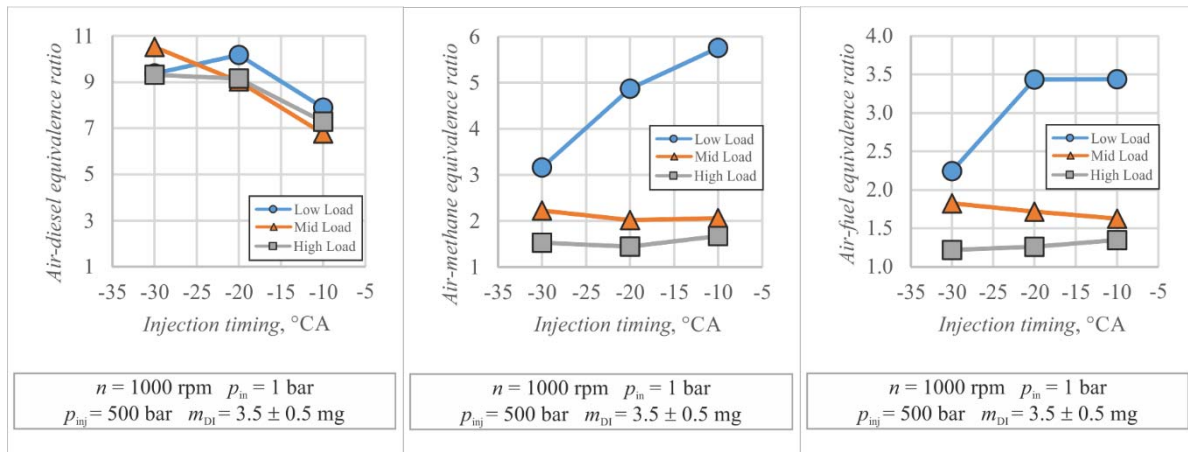 Air-diesel equivalence ratio
11
9
7
5
3
1
Low Load
Mid Load
High Load
-35 -30 -25 -20 -15 -10 -5
Injection timing, °CA
n = 1000 rpm p_in = 1 bar
p_inj = 500 bar m_DI = 3.5 ± 0.5 mg
Air-methane equivalence ratio
6
5
4
3
2
1
Low Load
Mid Load
High Load
-35 -30 -25 -20 -15 -10 -5
Injection timing, °CA
n = 1000 rpm p_in = 1 bar
p_inj = 500 bar m_DI = 3.5 ± 0.5 mg
Air-fuel equivalence ratio
4.0
3.5
3.0
2.5
2.0
1.5
1.0
Low Load
Mid Load
High Load
-35 -30 -25 -20 -15 -10 -5
Injection timing, °CA
n = 1000 rpm p_in = 1 bar
p_inj = 500 bar m_DI = 3.5 ± 0.5 mg